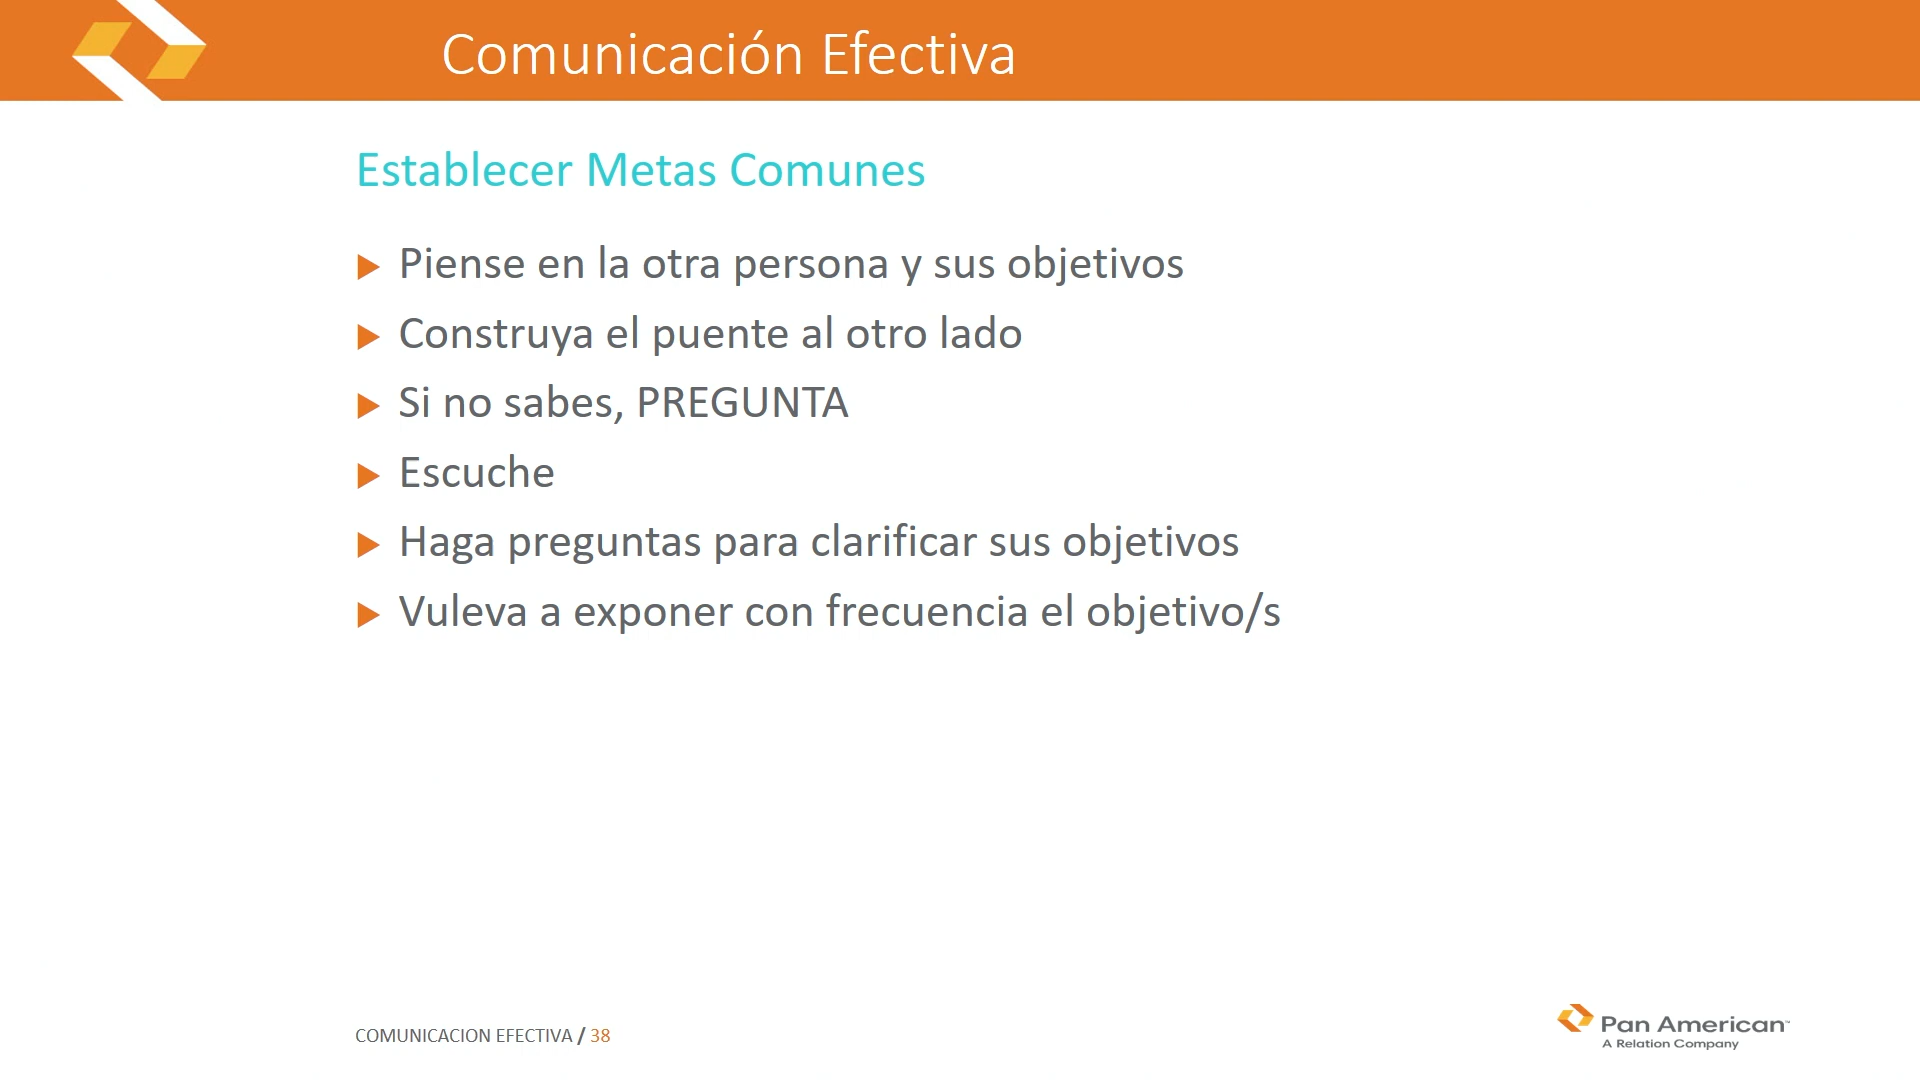 Comunicación Efectiva
Establecer Metas Comunes
Piense en la otra persona y sus objetivos
Construya el puente al otro lado
Si no sabes, PREGUNTA
Escuche
Haga preguntas para clarificar sus objetivos
Vuleva a exponer con frecuencia el objetivo/s
COMUNICACION EFECTIVA / 38
Pan American™
A Relation Company